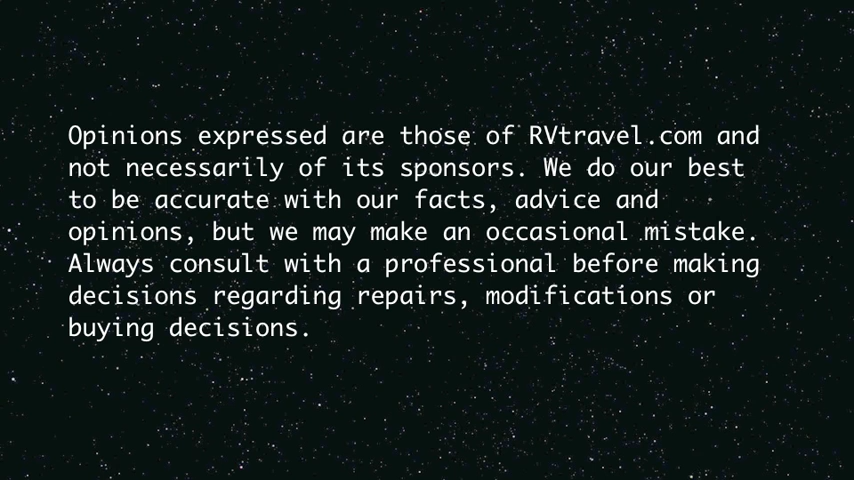 Opinions expressed are those of RVtravel.com and
not necessarily of its sponsors. We do our best
to be accurate with our facts, advice and
opinions, but we may make an occasional mistake.
Always consult with a professional before making
decisions regarding repairs, modifications or
buying decisions.